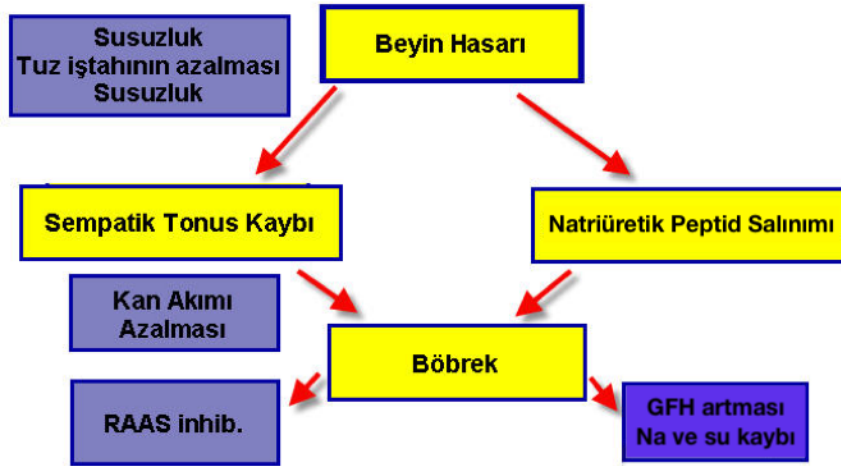 Susuzluk
Tuz iştahının azalması
Susuzluk
Beyin Hasarı
Sempatik Tonus Kaybı
Natriüretik Peptid Salınımı
Kan Akımı
Azalması
Böbrek
RAAS inhib.
GFH artması
Na ve su kaybı